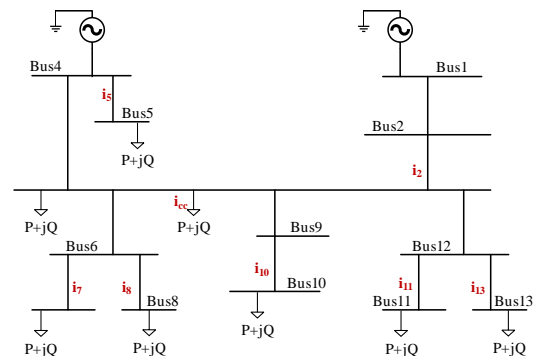 Bus4
Bus1
i5
Bus5
P+jQ
Bus2
i2
icc
P+jQ
P+jQ
Bus9
Bus6
Bus12
i10
i7
i8
i11
i13
Bus10
Bus8
Bus11
Bus13
P+jQ
P+jQ
P+jQ
P+jQ
P+jQ